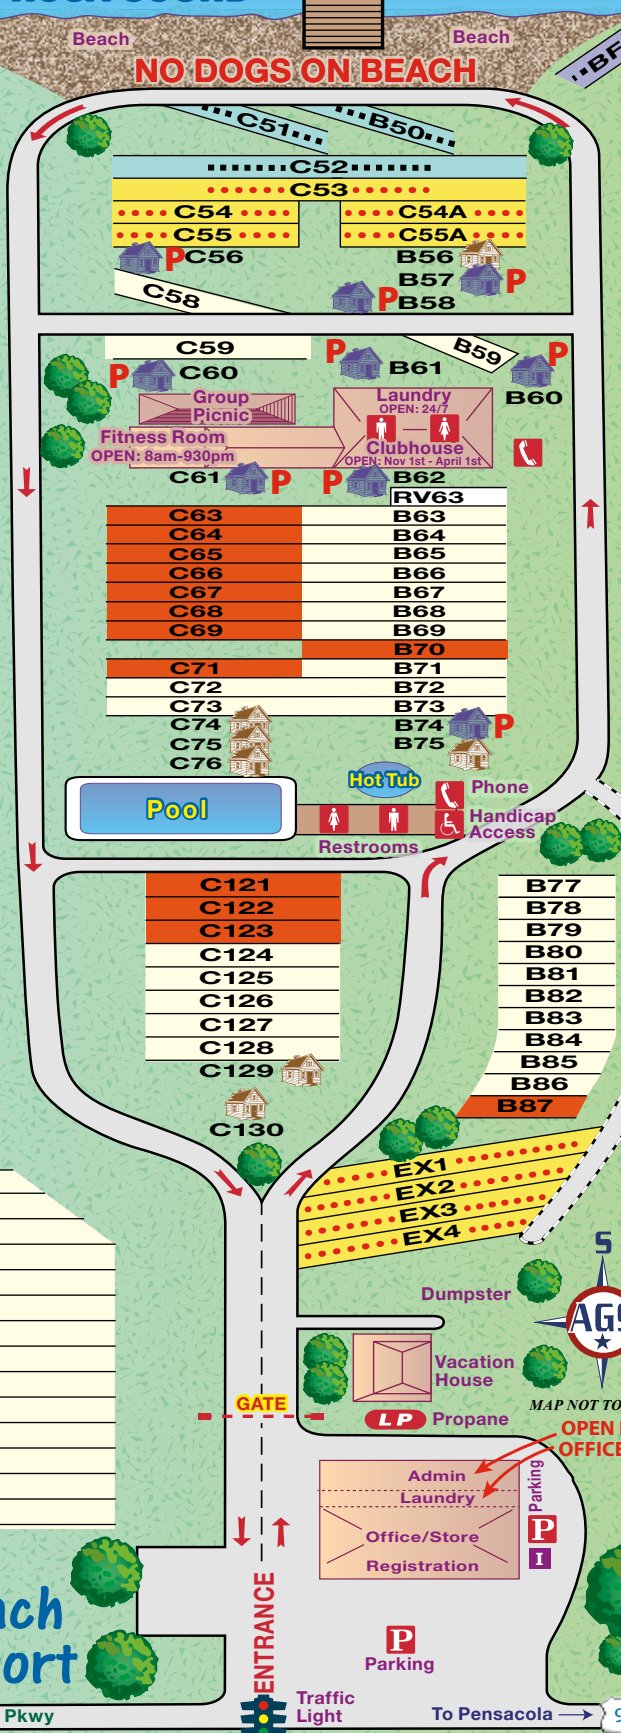 Beach
Beach
NO DOGS ON BEACH
BF
C51
B50
C52
C53
C54
C54A
C55
C55A
P
C56
B56
B57
P
C58
P
B58
C59
P
B59
P
P
C60
B61
B60
Group
Picnic
Laundry
OPEN: 24/7
Fitness Room
OPEN: 8am-930pm
Clubhouse
OPEN: Nov 1st - April 1st
C61
P
P
B62
RV63
C63
B63
C64
B64
C65
B65
C66
B66
C67
B67
C68
B68
C69
B69
B70
C71
B71
C72
B72
C73
B73
C74
B74
P
C75
B75
C76
Pool
Hot Tub
Phone
Handicap
Access
Restrooms
C121
C122
C123
C124
C125
C126
C127
C128
C129
C130
B77
B78
B79
B80
B81
B82
B83
B84
B85
B86
B87
EX1
EX2
EX3
EX4
S
AGS
Dumpster
Vacation
House
MAP NOT TO
GATE
LP
Propane
OPEN
OFFICE
Admin
Laundry
Office/Store
Registration
Parking
P
I
ENTRANCE
P
Parking
ach
ort
Pkwy
Traffic
Light
To Pensacola
9